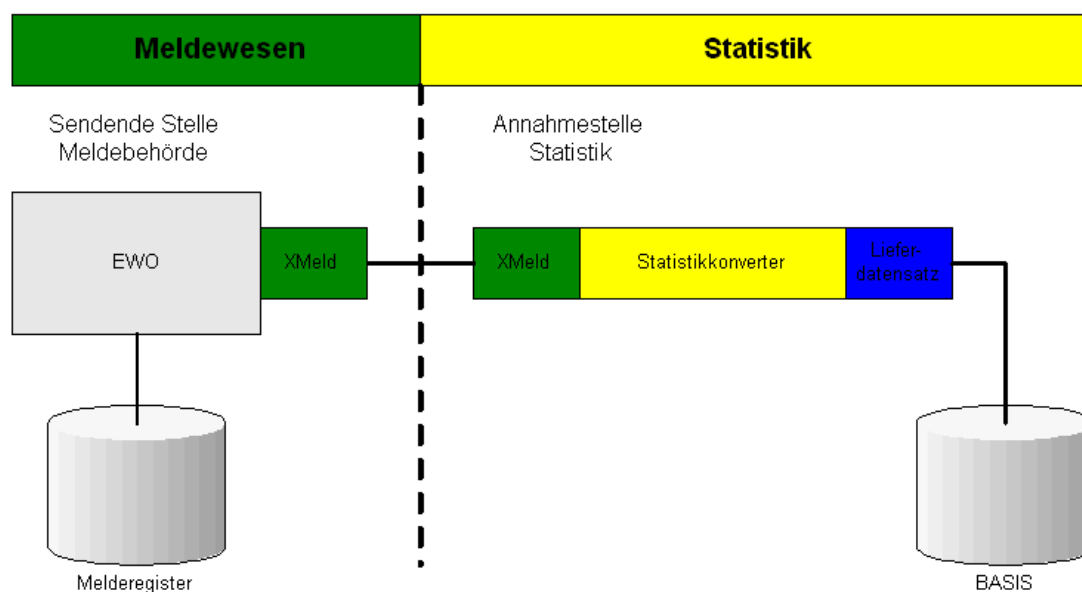 Meldewesen
Statistik
Sendende Stelle
Meldebehörde
Annahmestelle
Statistik
EWO
XMeld
XMeld
Statistikkonverter
Liefer-
datensatz
Melderegister
BASIS